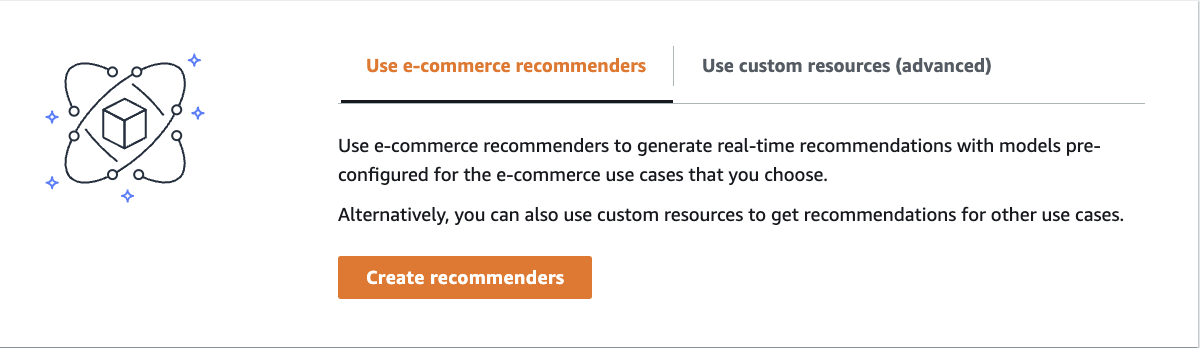 Use e-commerce recommenders
Use custom resources (advanced)
Use e-commerce recommenders to generate real-time recommendations with models pre-
configured for the e-commerce use cases that you choose.
Alternatively, you can also use custom resources to get recommendations for other use cases.
Create recommenders